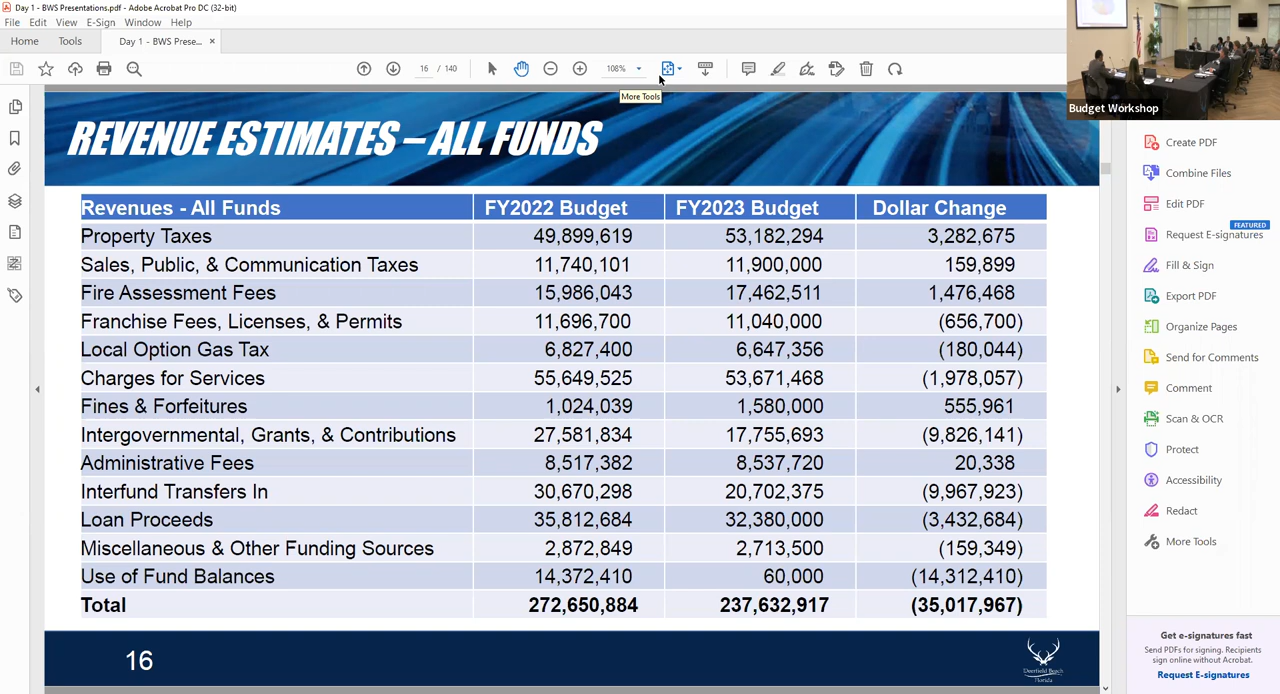 Day 1 - BWS Presentations.pdf - Adobe Acrobat Pro DC (32-bit)
File Edit View E-Sign Window Help
Home Tools Day 1 - BWS Prese... ×
16 / 140 108%
More Tools
Budget Workshop
REVENUE ESTIMATES – ALL FUNDS
Revenues - All Funds FY2022 Budget FY2023 Budget Dollar Change
Property Taxes 49,899,619 53,182,294 3,282,675
Sales, Public, & Communication Taxes 11,740,101 11,900,000 159,899
Fire Assessment Fees 15,986,043 17,462,511 1,476,468
Franchise Fees, Licenses, & Permits 11,696,700 11,040,000 (656,700)
Local Option Gas Tax 6,827,400 6,647,356 (180,044)
Charges for Services 55,649,525 53,671,468 (1,978,057)
Fines & Forfeitures 1,024,039 1,580,000 555,961
Intergovernmental, Grants, & Contributions 27,581,834 17,755,693 (9,826,141)
Administrative Fees 8,517,382 8,537,720 20,338
Interfund Transfers In 30,670,298 20,702,375 (9,967,923)
Loan Proceeds 35,812,684 32,380,000 (3,432,684)
Miscellaneous & Other Funding Sources 2,872,849 2,713,500 (159,349)
Use of Fund Balances 14,372,410 60,000 (14,312,410)
Total 272,650,884 237,632,917 (35,017,967)
16
Deerfield Beach
Florida
Create PDF
Combine Files
Edit PDF
FEATURED
Request E-signatures
Fill & Sign
Export PDF
Organize Pages
Send for Comments
Comment
Scan & OCR
Protect
Accessibility
Redact
More Tools
Get e-signatures fast
Send PDFs for signing. Recipients
sign online without Acrobat.
Request E-signatures